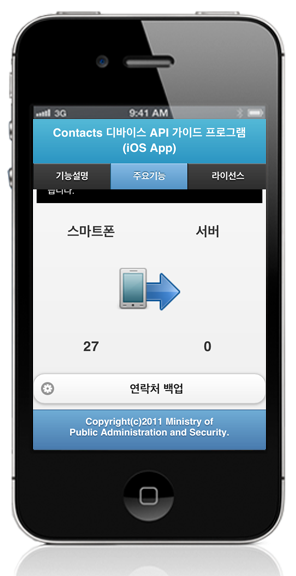 3G 9:41 AM
Contacts 디바이스 API 가이드 프로그램
(iOS App)
기능설명 주요기능 라이선스
습니다.
스마트폰 서버
27 0
연락처 백업
Copyright(c)2011 Ministry of
Public Administration and Security.